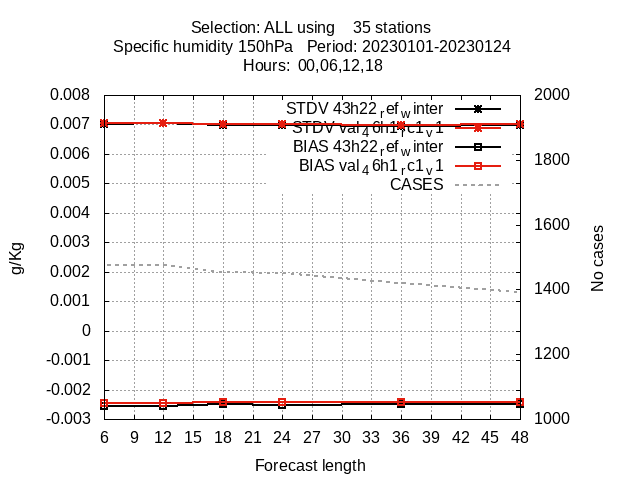 Selection: ALL using    35 stations
Specific humidity 150hPa   Period: 20230101-20230124
Hours:  00,06,12,18
STDV 43h22_ref_winter
STDV val_46h1_rc1_v1
BIAS 43h22_ref_winter
BIAS val_46h1_rc1_v1
CASES
0.008
0.007
0.006
0.005
0.004
0.003
0.002
0.001
0
-0.001
-0.002
-0.003
g/Kg
2000
1800
1600
1400
1200
1000
No cases
6 9 12 15 18 21 24 27 30 33 36 39 42 45 48
Forecast length